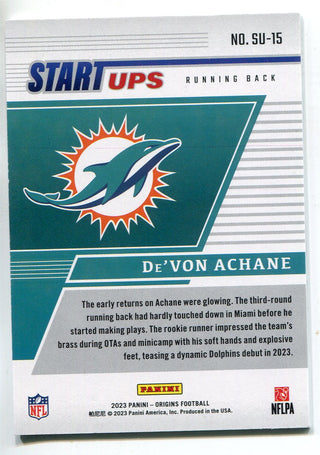 NO. SU-15
START UPS
RUNNING BACK
DE'VON ACHANE
The early returns on Achane were glowing. The third-round
running back had hardly touched down in Miami before he
started making plays. The rookie runner impressed the team's
brass during OTAs and minicamp with his soft hands and explosive
feet, teasing a dynamic Dolphins debut in 2023.
NFL
PANINI
NFLPA
2023 PANINI – ORIGINS FOOTBALL
帕尼尼 © 2023 Panini America, Inc. Produced in the USA.